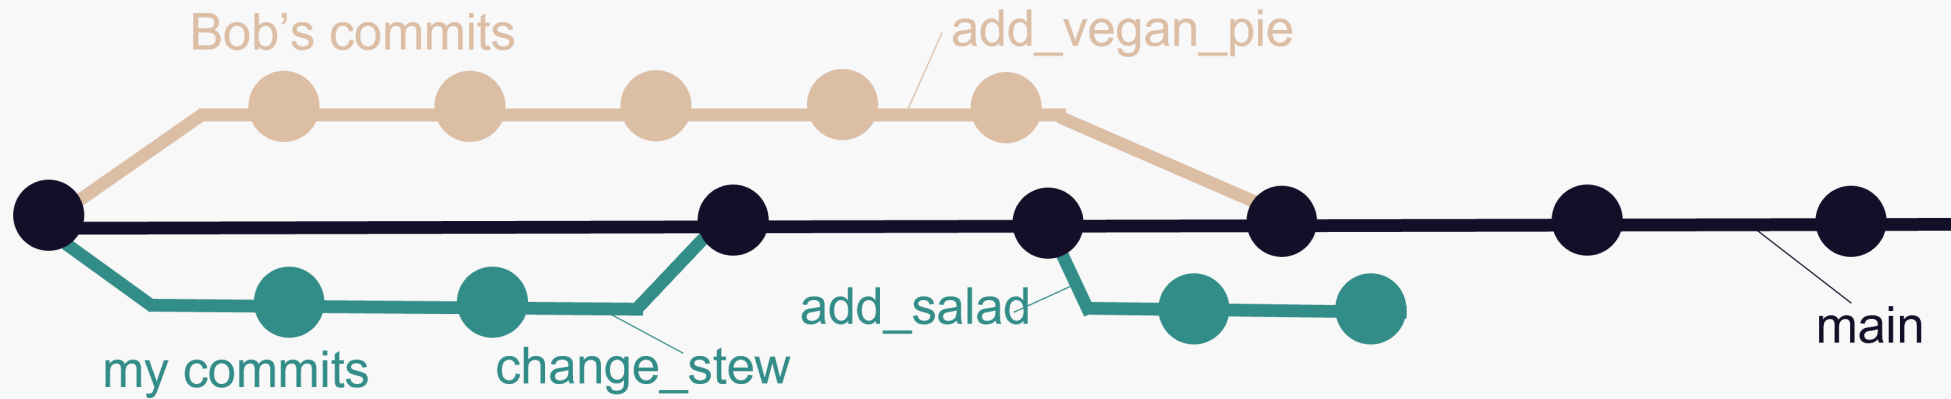 Bob’s commits
add_vegan_pie
add_salad
main
my commits
change_stew